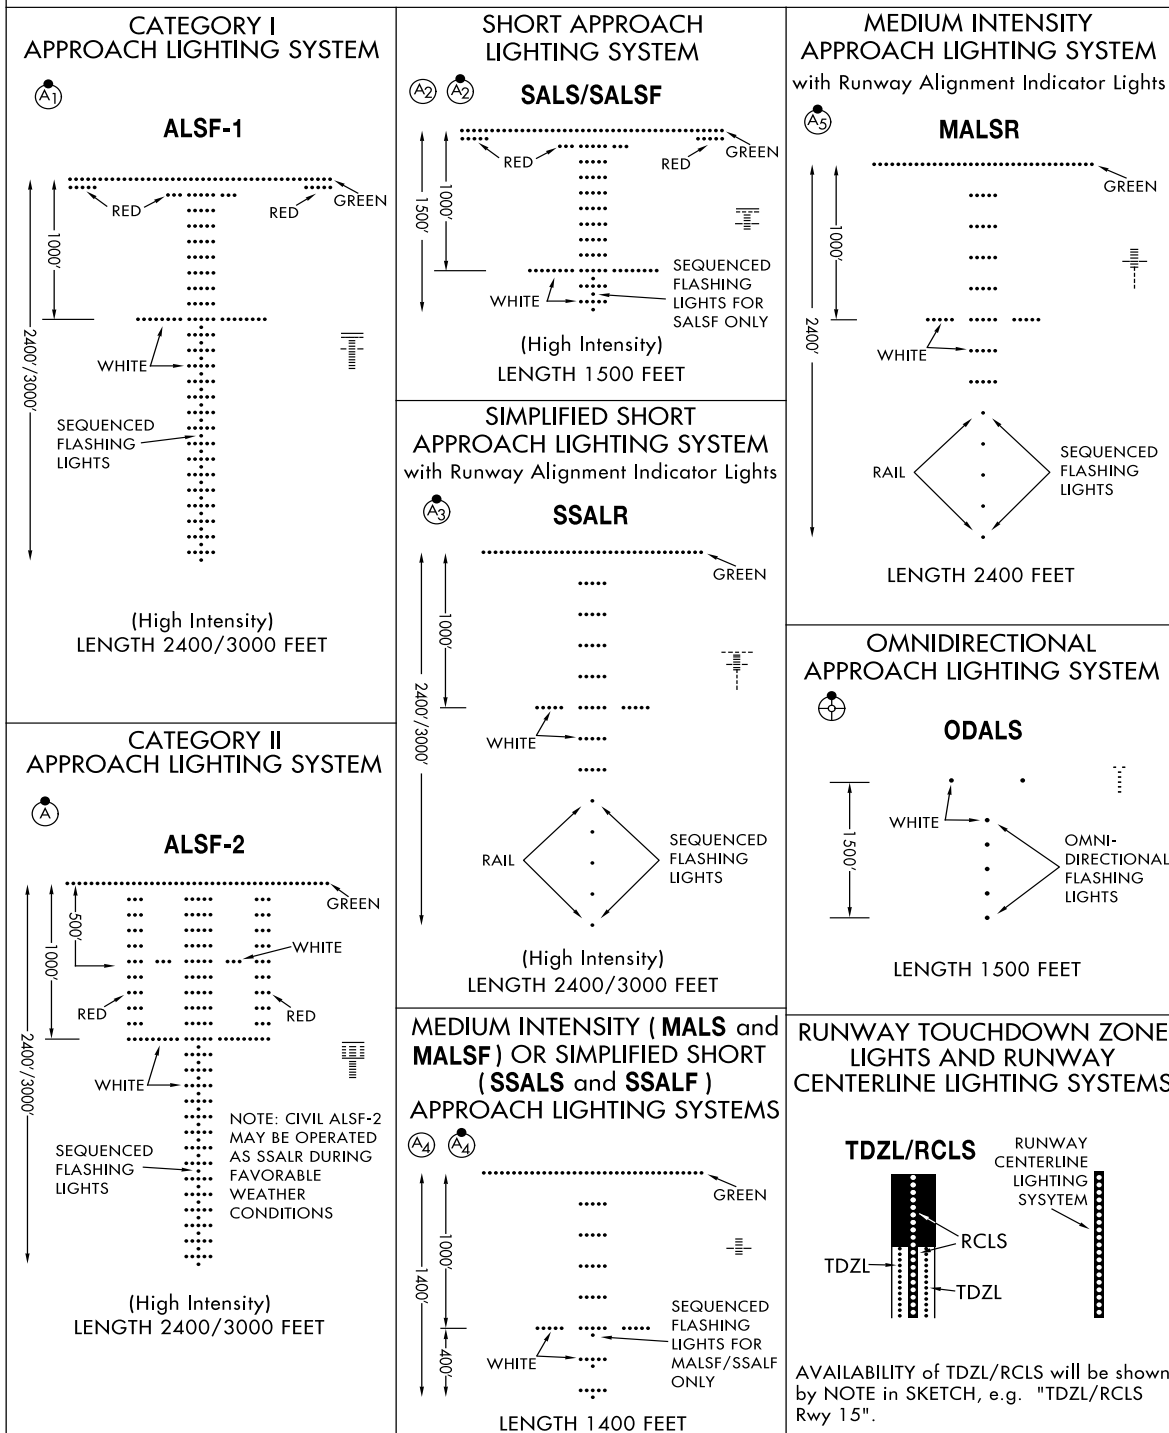 CATEGORY I
APPROACH LIGHTING SYSTEM
A1
ALSF-1
RED
RED
GREEN
1000'
2400'/3000'
WHITE
SEQUENCED
FLASHING
LIGHTS
(High Intensity)
LENGTH 2400/3000 FEET
CATEGORY II
APPROACH LIGHTING SYSTEM
A
ALSF-2
GREEN
500'
1000'
2400'/3000'
WHITE
RED
RED
WHITE
SEQUENCED
FLASHING
LIGHTS
NOTE: CIVIL ALSF-2
MAY BE OPERATED
AS SSALR DURING
FAVORABLE
WEATHER
CONDITIONS
(High Intensity)
LENGTH 2400/3000 FEET
SHORT APPROACH
LIGHTING SYSTEM
A2 A2
SALS/SALSF
RED
RED
GREEN
1000'
1500'
WHITE
SEQUENCED
FLASHING
LIGHTS FOR
SALSF ONLY
(High Intensity)
LENGTH 1500 FEET
SIMPLIFIED SHORT
APPROACH LIGHTING SYSTEM
with Runway Alignment Indicator Lights
A3
SSALR
GREEN
1000'
2400'/3000'
WHITE
RAIL
SEQUENCED
FLASHING
LIGHTS
(High Intensity)
LENGTH 2400/3000 FEET
MEDIUM INTENSITY (MALS and
MALSF) OR SIMPLIFIED SHORT
(SSALS and SSALF)
APPROACH LIGHTING SYSTEMS
A4 A4
GREEN
1000'
1400'
400'
WHITE
SEQUENCED
FLASHING
LIGHTS FOR
MALSF/SSALF
ONLY
LENGTH 1400 FEET
MEDIUM INTENSITY
APPROACH LIGHTING SYSTEM
with Runway Alignment Indicator Lights
A5
MALSR
GREEN
1000'
2400'
WHITE
RAIL
SEQUENCED
FLASHING
LIGHTS
LENGTH 2400 FEET
OMNIDIRECTIONAL
APPROACH LIGHTING SYSTEM
ODALS
WHITE
1500'
OMNI-
DIRECTIONAL
FLASHING
LIGHTS
LENGTH 1500 FEET
RUNWAY TOUCHDOWN ZONE
LIGHTS AND RUNWAY
CENTERLINE LIGHTING SYSTEMS
TDZL/RCLS
RUNWAY
CENTERLINE
LIGHTING
SYSYTEM
RCLS
TDZL
TDZL
AVAILABILITY of TDZL/RCLS will be shown
by NOTE in SKETCH, e.g. "TDZL/RCLS
Rwy 15".